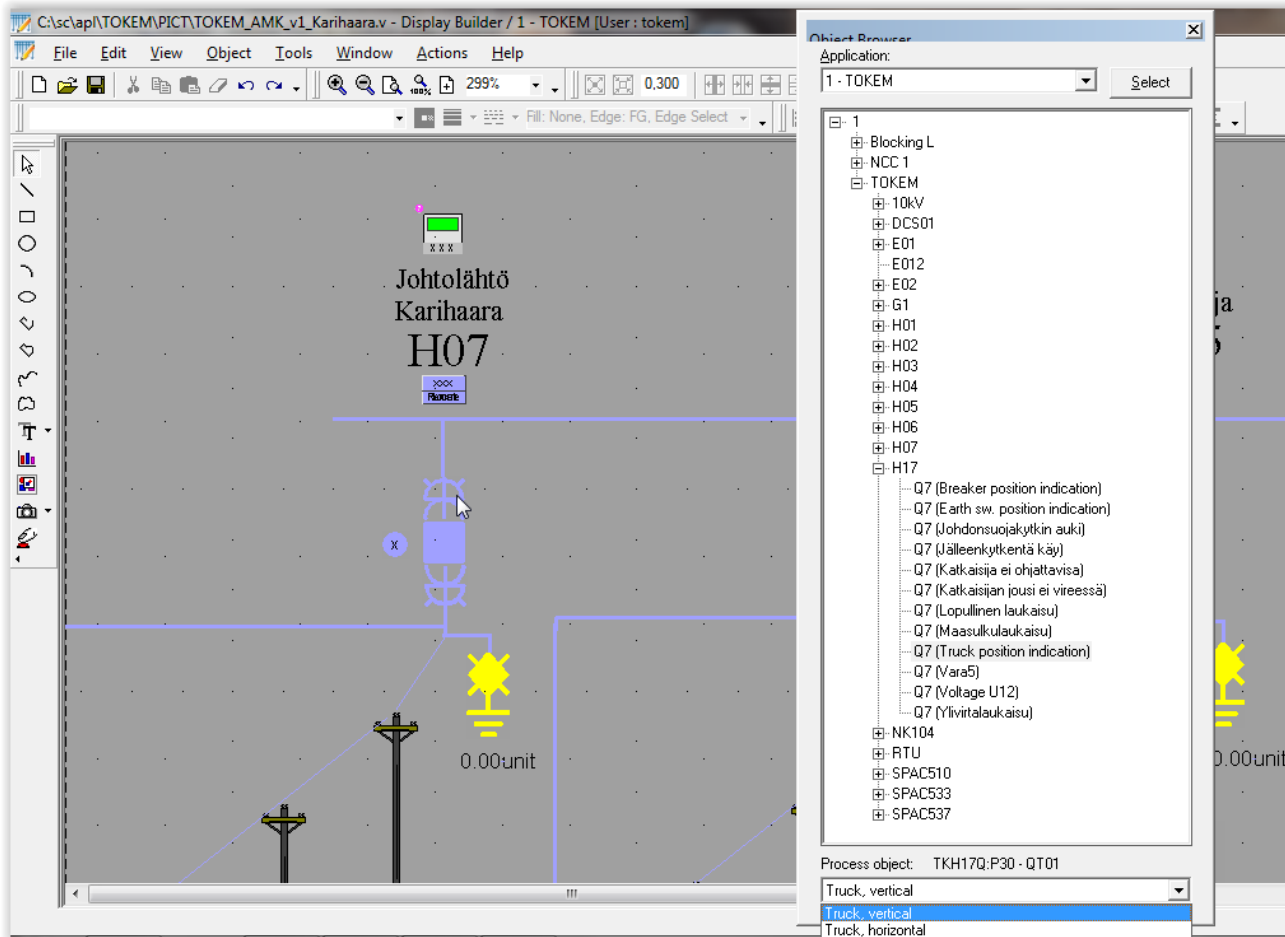 C:\sc\apl\TOKEM\PICT\TOKEM_AMK_v1_Karihaara.v - Display Builder / 1 - TOKEM [User : tokem]
File Edit View Object Tools Window Actions Help
299% 0,300
Fill: None, Edge: FG, Edge Select
XXX
Johtolähtö
Karihaara
H07
XXX
X
0.00unit
ja
0.00unit
Object Browser
Application:
1 - TOKEM
Select
1
Blocking L
NCC 1
TOKEM
10kV
DCS01
E01
E012
E02
G1
H01
H02
H03
H04
H05
H06
H07
H17
Q7 (Breaker position indication)
Q7 (Earth sw. position indication)
Q7 (Johdonsuojakytkin auki)
Q7 (Jälleenkytkentä käy)
Q7 (Katkaisija ei ohjattavisa)
Q7 (Katkaisijan jousi ei vireessä)
Q7 (Lopullinen laukaisu)
Q7 (Maasulkulaukaisu)
Q7 (Truck position indication)
Q7 (Vara5)
Q7 (Voltage U12)
Q7 (Ylivirtalaukaisu)
NK104
RTU
SPAC510
SPAC533
SPAC537
Process object: TKH17Q:P30 - QT01
Truck, vertical
Truck, vertical
Truck, horizontal